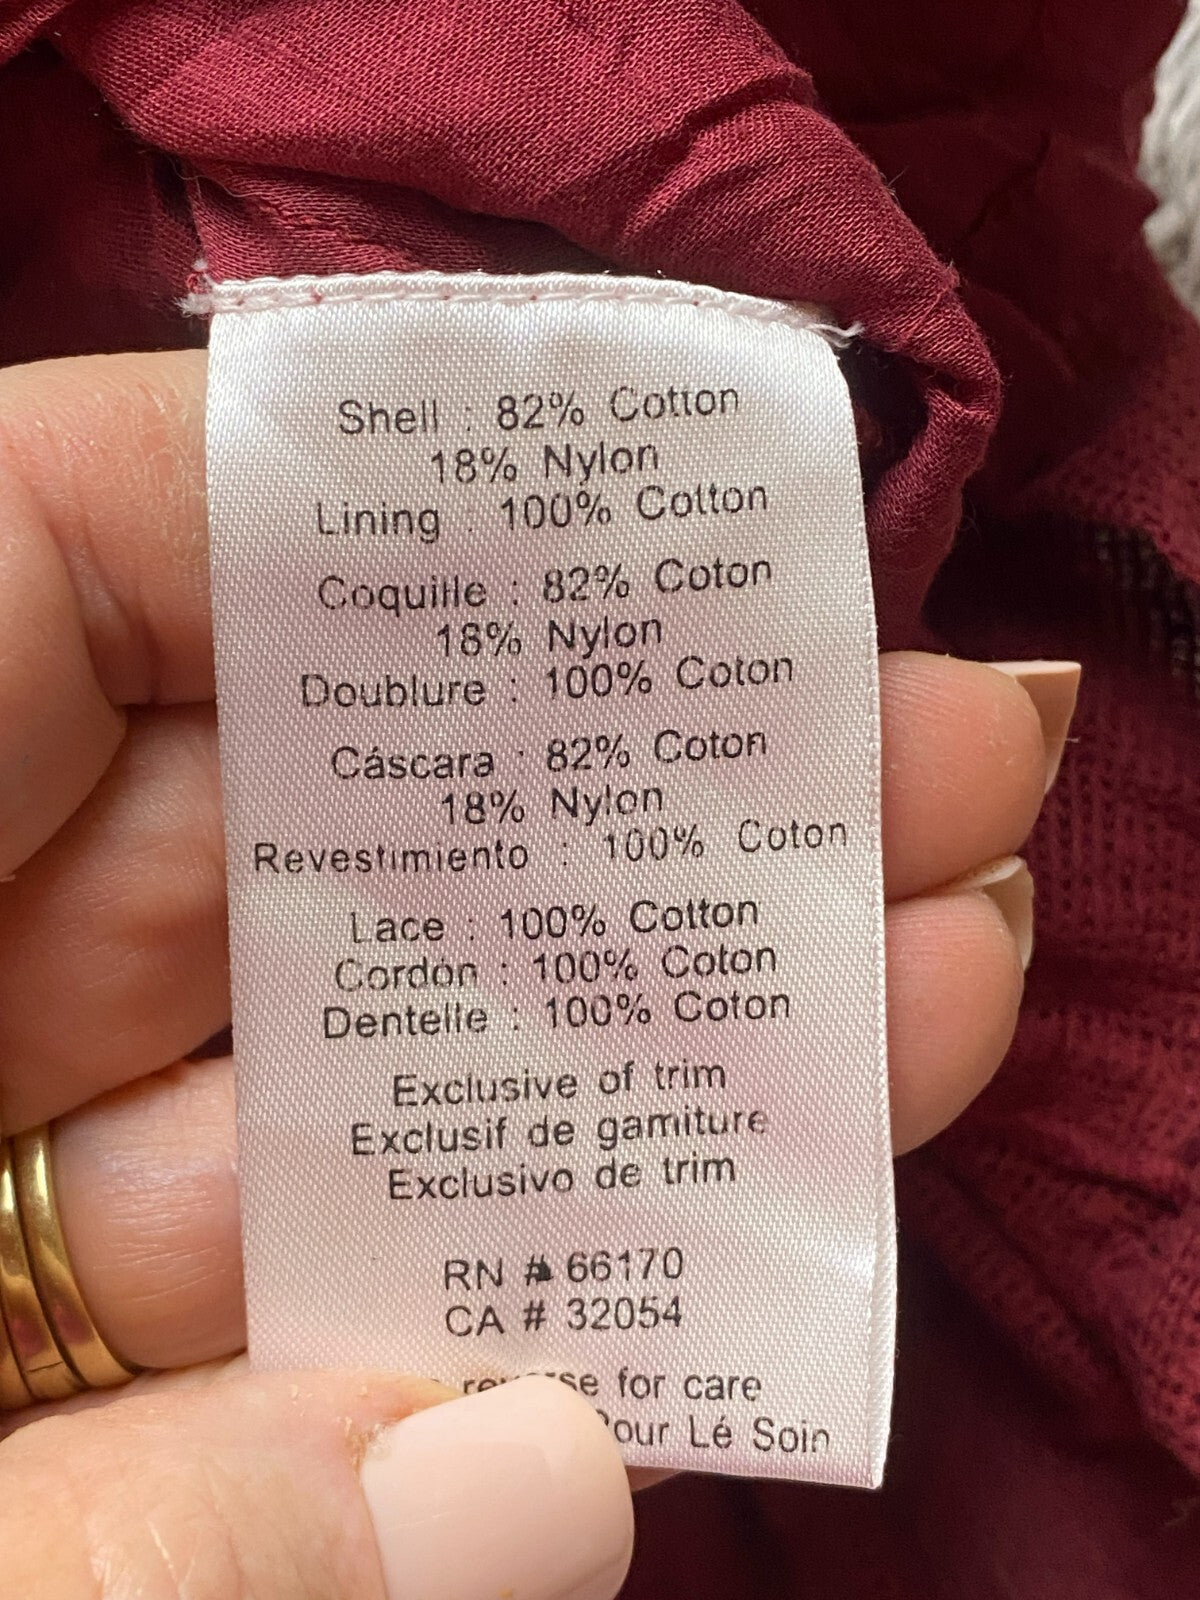 Shell : 82% Cotton
18% Nylon
Lining : 100% Cotton
Coquille : 82% Coton
18% Nylon
Doublure : 100% Coton
Cáscara : 82% Coton
18% Nylon
Revestimiento : 100% Coton
Lace : 100% Cotton
Cordón : 100% Coton
Dentelle : 100% Coton
Exclusive of trim
Exclusif de garniture
Exclusivo de trim
RN # 66170
CA # 32054
reverse for care
Pour Lé Soin